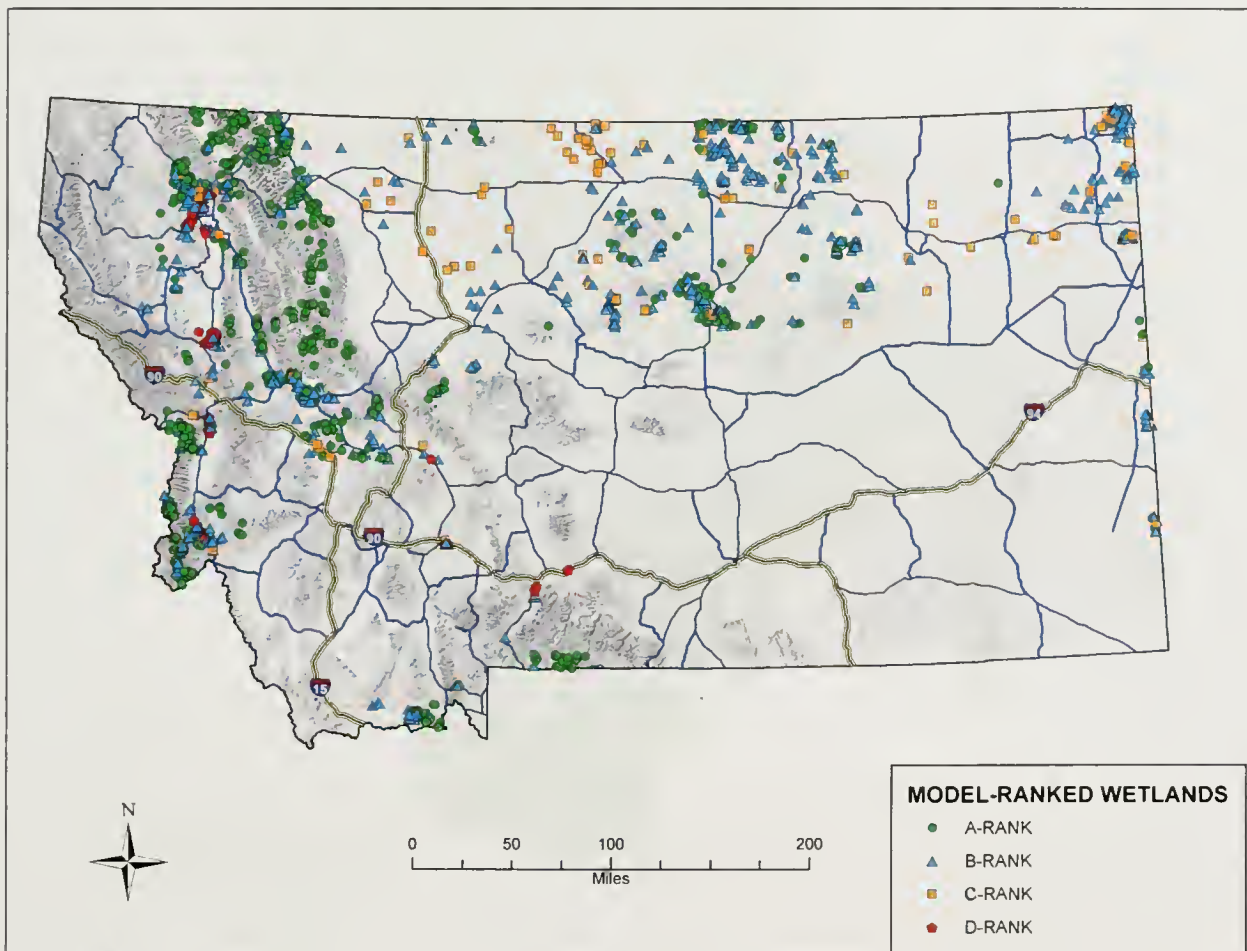 90
94
90
15
N
0 50 100 200
Miles
MODEL-RANKED WETLANDS
A-RANK
B-RANK
C-RANK
D-RANK